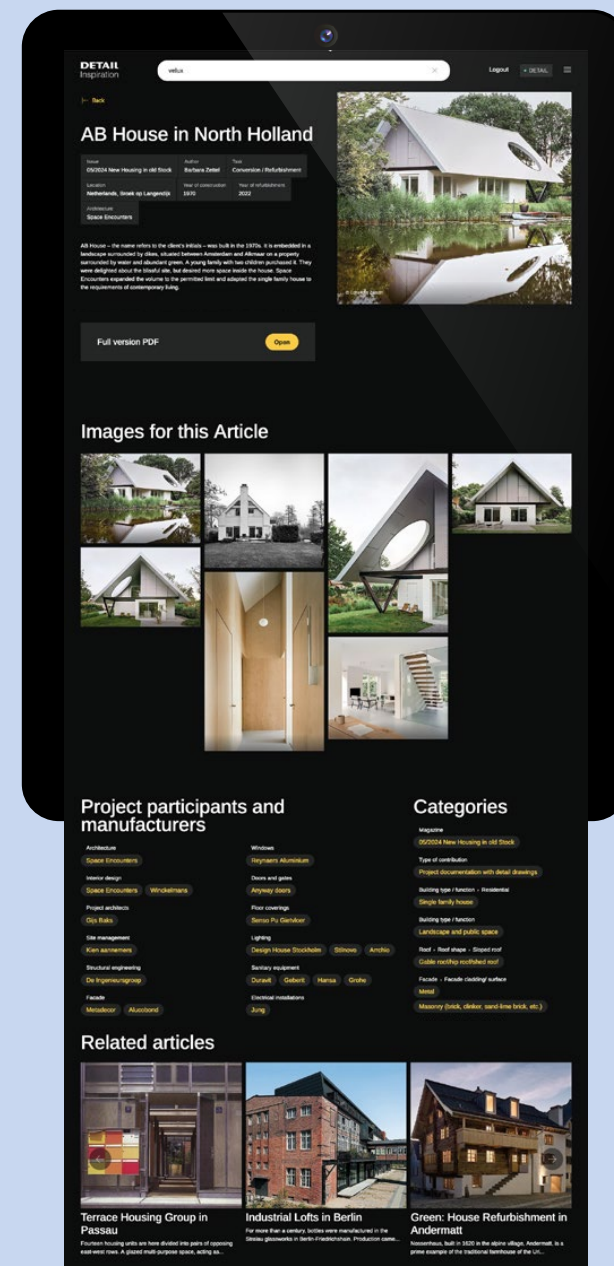 DETAIL
Inspiration
velux
Logout
DETAIL
Back
AB House in North Holland
Issue
05/2024 New Housing in old Stock
Author
Barbara Zettel
Task
Conversion / Refurbishment
Location
Netherlands, Broek op Langendijk
Year of construction
1970
Year of refurbishment
2022
Architecture
Space Encounters
AB House – the name refers to the client's initials – was built in the 1970s. It is embedded in a
landscape surrounded by dikes, situated between Amsterdam and Alkmaar on a property
surrounded by water and abundant green. A young family with two children purchased it. They
were delighted about the blissful site, but desired more space inside the house. Space
Encounters expanded the volume to the permitted limit and adapted the single family house to
the requirements of contemporary living.
Full version PDF
Open
Images for this Article
Project participants and
manufacturers
Architecture
Space Encounters
Interior design
Space Encounters Winckelmans
Project architects
Gijs Baks
Site management
Kien aannemers
Structural engineering
De Ingenieursgroep
Facade
Metadecor Alucobond
Windows
Reynaers Aluminium
Doors and gates
Anyway doors
Floor coverings
Senso Pu Gietvloer
Lighting
Design House Stockholm Stilnovo
Sanitary equipment
Duravit Geberit Hansa Grohe
Electrical installations
Jung
Categories
Magazine
05/2024 New Housing in old Stock
Type of contribution
Project documentation with detail drawings
Building type / function - Residential
Single family house
Building type / function
Landscape and public space
Roof - Roof shape - Sloped roof
Gable roof/hip roof/shed roof
Facade - Facade cladding/ surface
Metal
Masonry (brick, clinker, sand-lime brick, etc.)
Related articles
Terrace Housing Group in
Passau
Fourteen housing units are here divided into pairs of opposing
east-west rows. A glazed multi-purpose space, acting as...
Industrial Lofts in Berlin
For more than a century, bottles were manufactured in the
Stralau glassworks in Berlin-Friedrichshain. Production came...
Green: House Refurbishment in
Andermatt
Nossenhaus, built in 1620 in the alpine village, Andermatt, is a
prime example of the traditional farmhouse of the Uri...